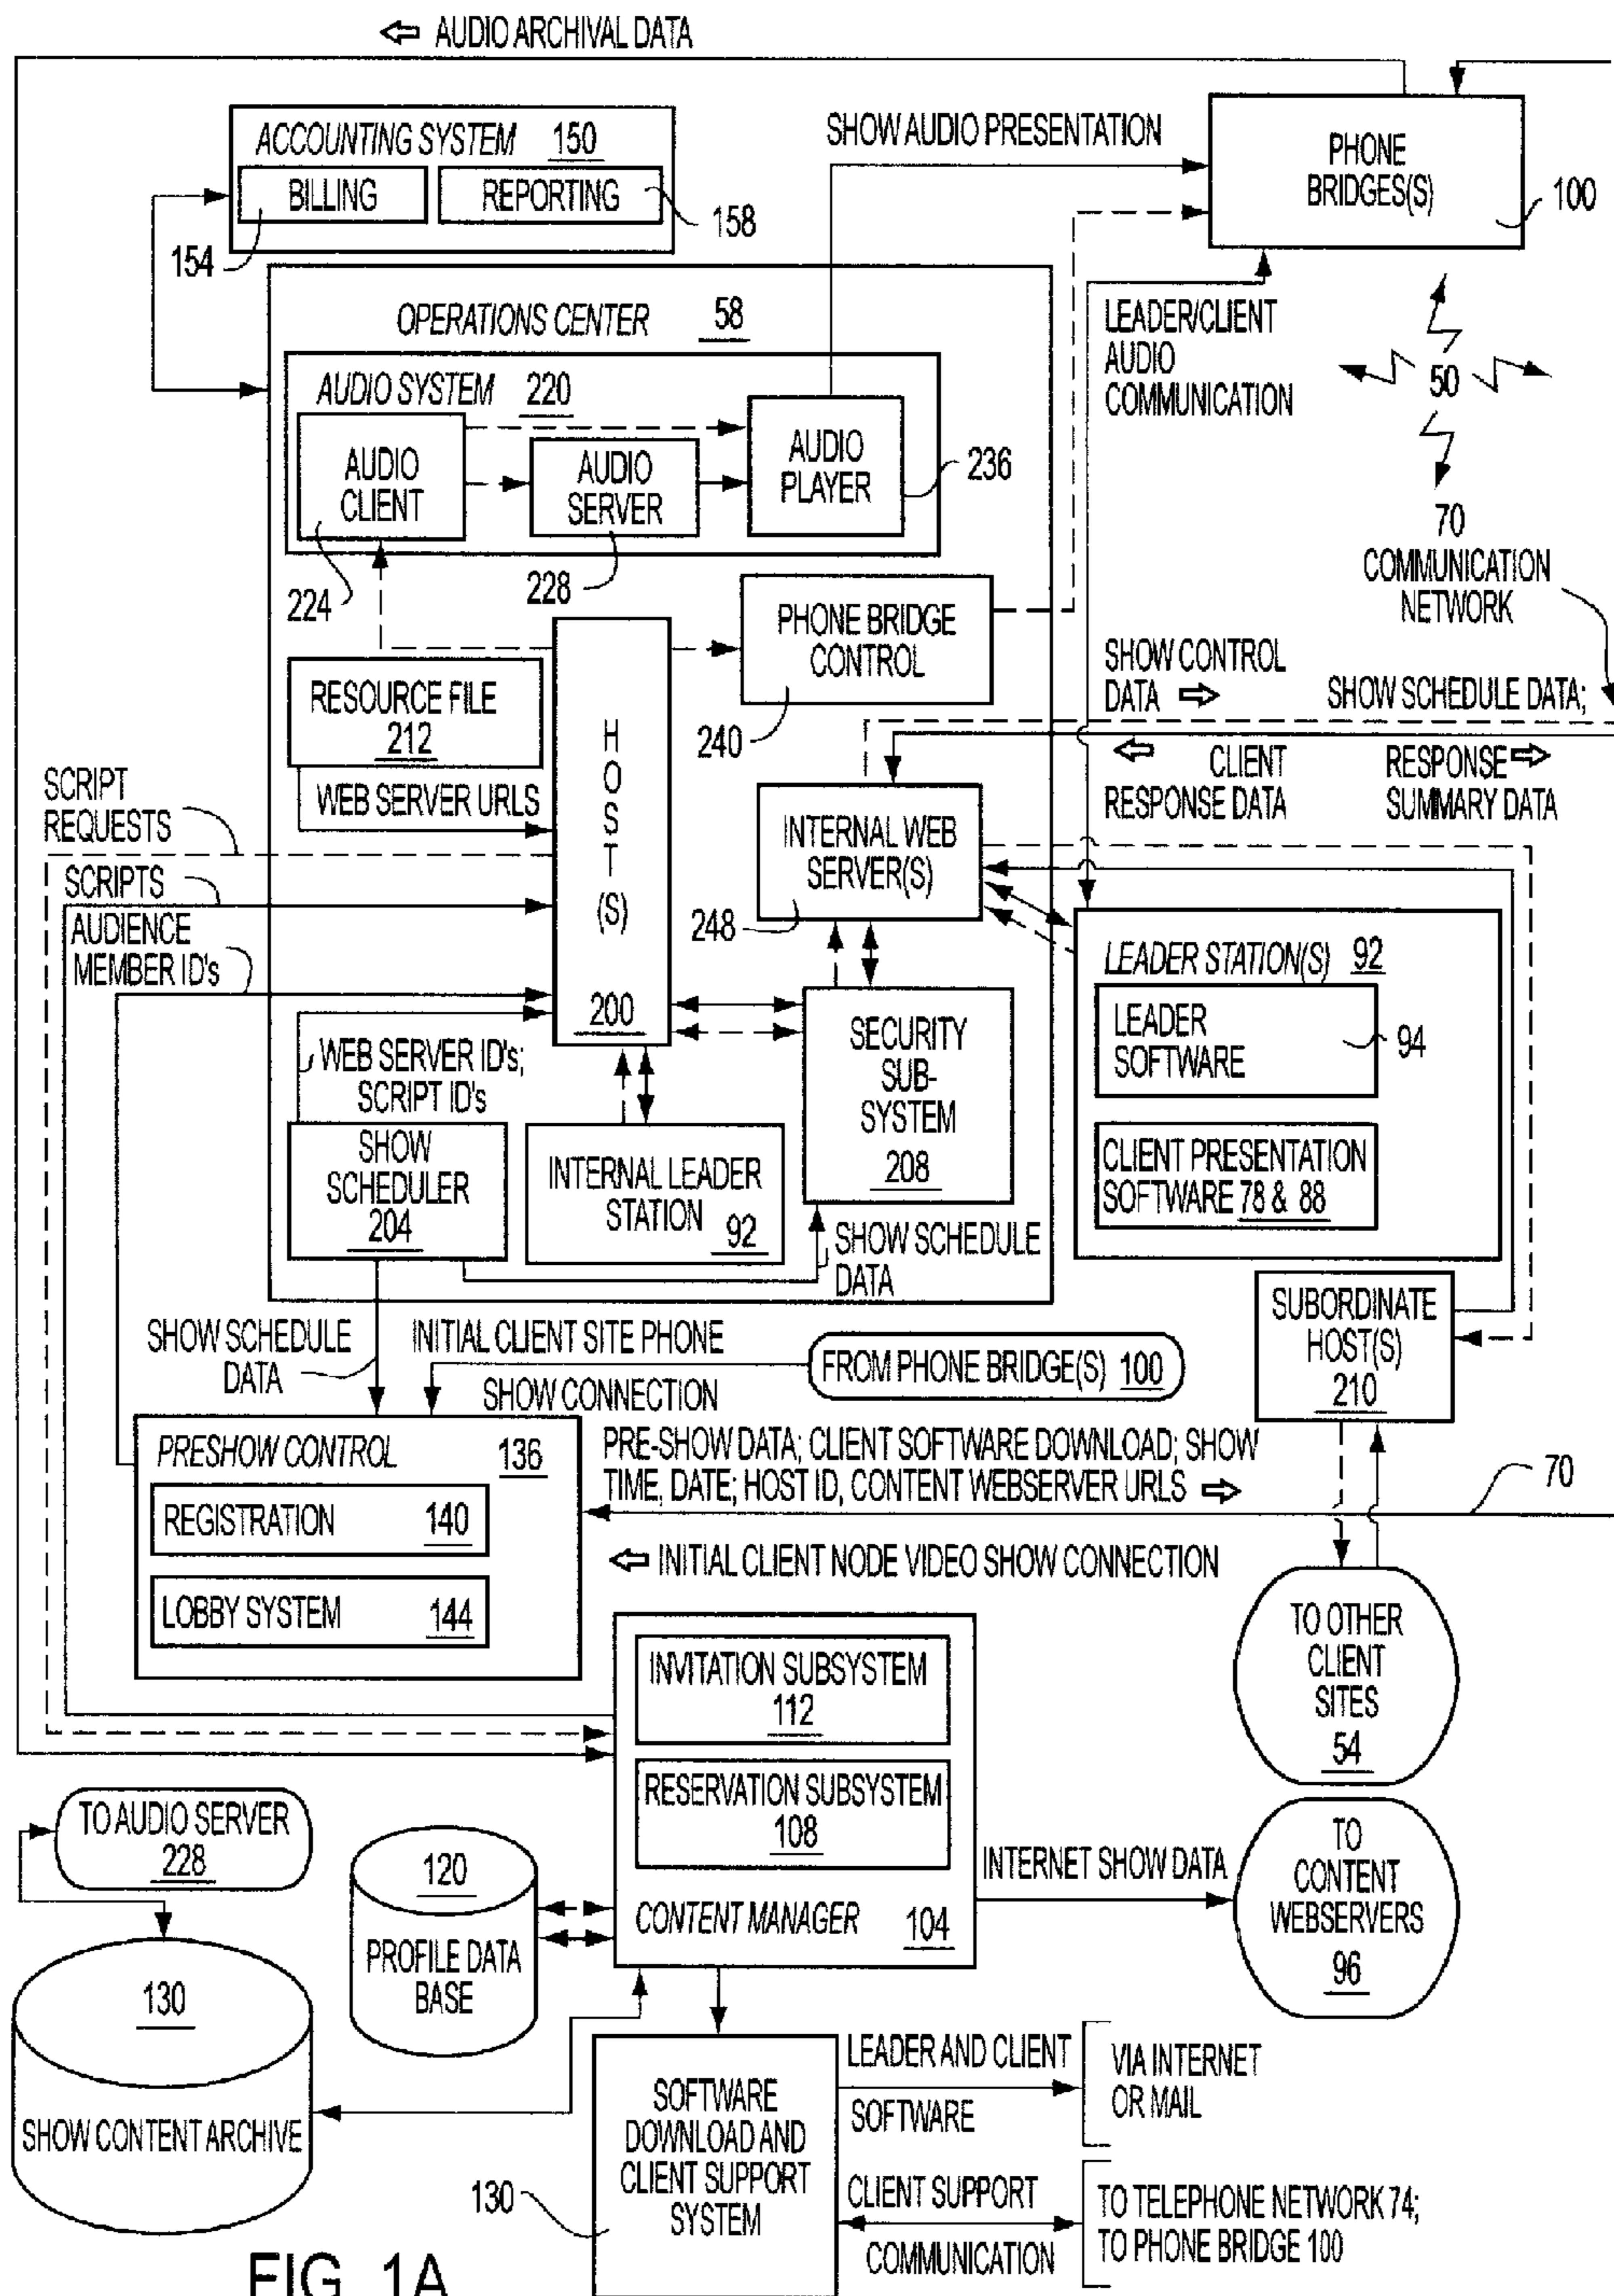 ⇦ AUDIO ARCHIVAL DATA
ACCOUNTING SYSTEM 150
BILLING
REPORTING
154
158
SHOW AUDIO PRESENTATION
PHONE
BRIDGES(S)
100
OPERATIONS CENTER 58
AUDIO SYSTEM 220
AUDIO
CLIENT
AUDIO
SERVER
AUDIO
PLAYER
236
224
228
LEADER/CLIENT
AUDIO
COMMUNICATION
50
70
COMMUNICATION
NETWORK
PHONE BRIDGE
CONTROL
240
RESOURCE FILE
212
WEB SERVER URLS
H
O
S
T
(S)
200
SHOW CONTROL
DATA ⇨
SHOW SCHEDULE DATA;
⇦ CLIENT
RESPONSE DATA
RESPONSE ⇨
SUMMARY DATA
SCRIPT
REQUESTS
SCRIPTS
AUDIENCE
MEMBER ID's
INTERNAL WEB
SERVER(S)
248
LEADER STATION(S) 92
LEADER
SOFTWARE
94
CLIENT PRESENTATION
SOFTWARE 78 & 88
SECURITY
SUB-
SYSTEM
208
WEB SERVER ID's;
SCRIPT ID's
SHOW
SCHEDULER
204
INTERNAL LEADER
STATION 92
SHOW SCHEDULE
DATA
SUBORDINATE
HOST(S)
210
SHOW SCHEDULE
DATA
INITIAL CLIENT SITE PHONE
SHOW CONNECTION
FROM PHONE BRIDGE(S) 100
PRESHOW CONTROL 136
REGISTRATION 140
LOBBY SYSTEM 144
PRE-SHOW DATA; CLIENT SOFTWARE DOWNLOAD; SHOW
TIME, DATE; HOST ID, CONTENT WEBSERVER URLS ⇨
70
⇦ INITIAL CLIENT NODE VIDEO SHOW CONNECTION
TO OTHER
CLIENT
SITES
54
INVITATION SUBSYSTEM
112
RESERVATION SUBSYSTEM
108
CONTENT MANAGER 104
INTERNET SHOW DATA
TO
CONTENT
WEBSERVERS
96
TO AUDIO SERVER
228
120
PROFILE DATA
BASE
130
SHOW CONTENT ARCHIVE
SOFTWARE
DOWNLOAD AND
CLIENT SUPPORT
SYSTEM
130
LEADER AND CLIENT
SOFTWARE
VIA INTERNET
OR MAIL
CLIENT SUPPORT
COMMUNICATION
TO TELEPHONE NETWORK 74;
TO PHONE BRIDGE 100
FIG. 1A